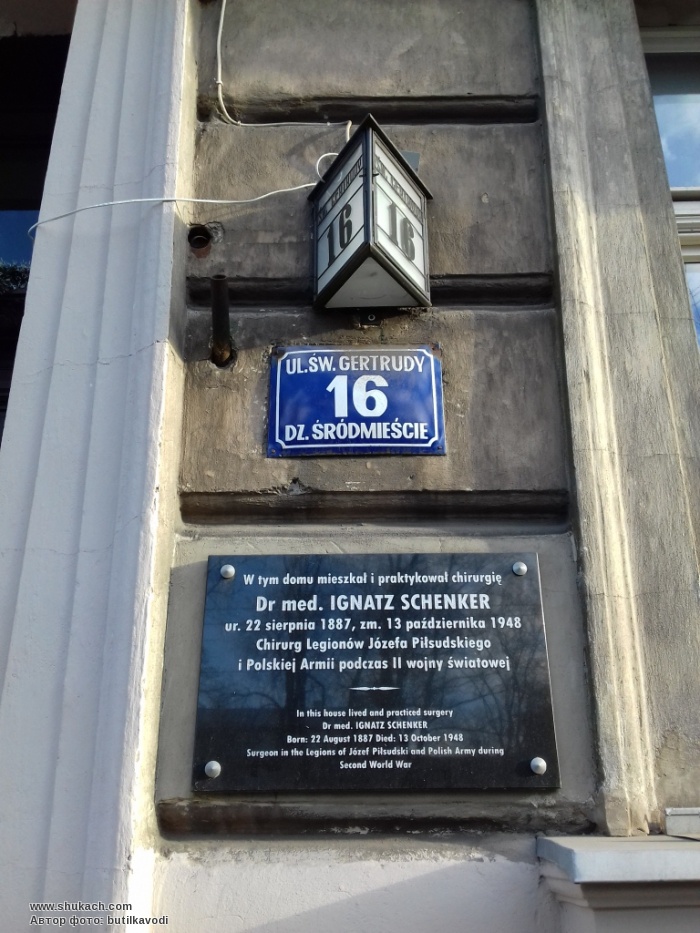 16
16
UL.ŚW. GERTRUDY
16
DZ. ŚRÓDMIEŚCIE
W tym domu mieszkał i praktykował chirurgię
Dr med. IGNATZ SCHENKER
ur. 22 sierpnia 1887, zm. 13 października 1948
Chirurg Legionów Józefa Piłsudskiego
i Polskiej Armii podczas II wojny światowej
In this house lived and practiced surgery
Dr med. IGNATZ SCHENKER
Born: 22 August 1887 Died: 13 October 1948
Surgeon in the Legions of Józef Piłsudski and Polish Army during
Second World War
www.shukach.com
Автор фото: butilkavodi